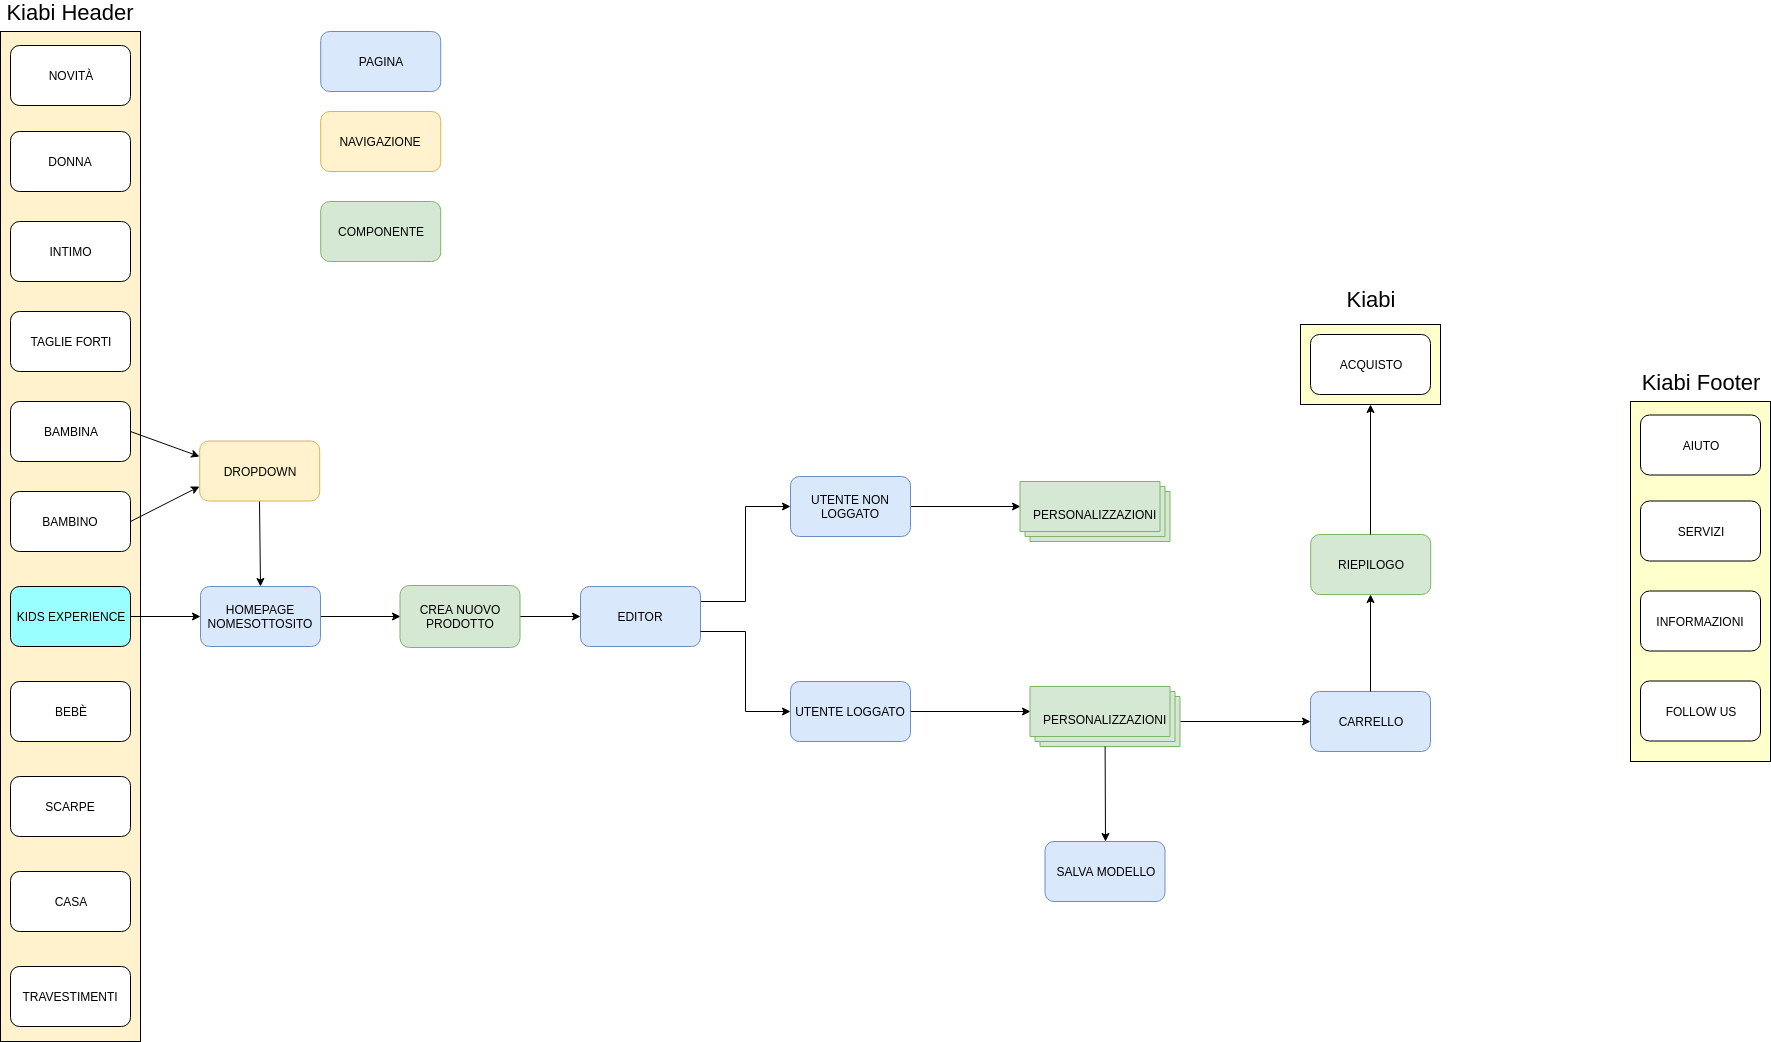 Kiabi Header
NOVITÀ
DONNA
INTIMO
TAGLIE FORTI
BAMBINA
BAMBINO
KIDS EXPERIENCE
BEBÈ
SCARPE
CASA
TRAVESTIMENTI
PAGINA
NAVIGAZIONE
COMPONENTE
DROPDOWN
HOMEPAGE
NOMESOTTOSITO
CREA NUOVO
PRODOTTO
EDITOR
UTENTE NON
LOGGATO
PERSONALIZZAZIONI
UTENTE LOGGATO
PERSONALIZZAZIONI
SALVA MODELLO
CARRELLO
RIEPILOGO
Kiabi
ACQUISTO
Kiabi Footer
AIUTO
SERVIZI
INFORMAZIONI
FOLLOW US